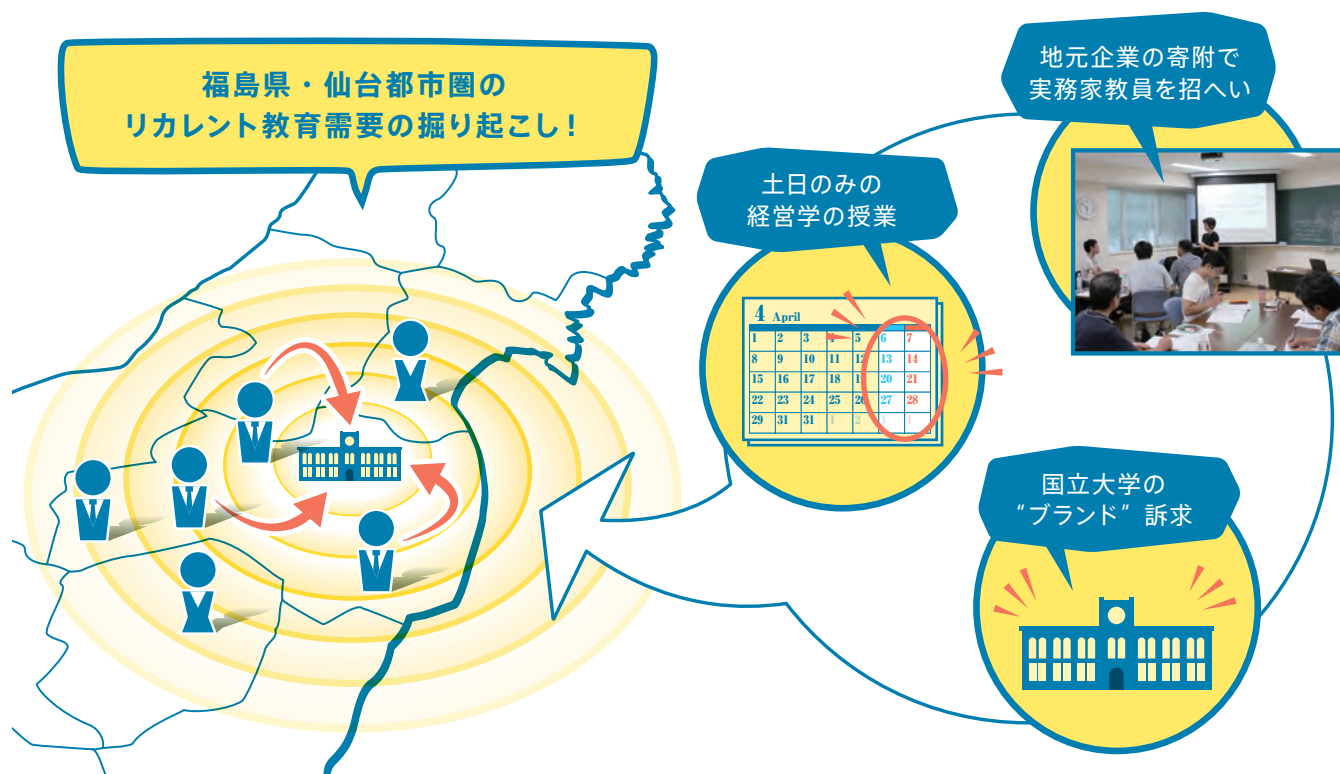 福島県・仙台都市圏の
リカレント教育需要の掘り起こし！
地元企業の寄附で
実務家教員を招へい
土日のみの
経営学の授業
4 April
1 2 3 4 5 6 7
8 9 10 11 12 13 14
15 16 17 18 19 20 21
22 23 24 25 26 27 28
29 31 31 1 2
国立大学の
“ブランド”訴求